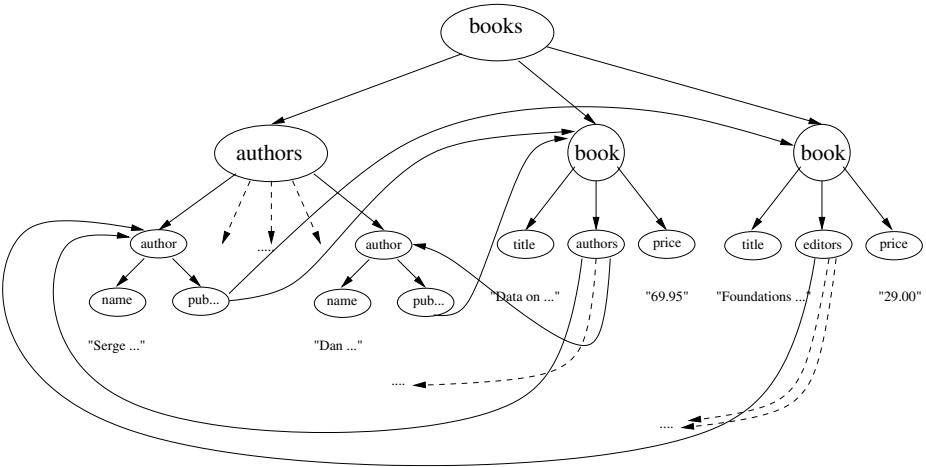 books
authors
book
book
author
.....
author
title
authors
price
title
editors
price
name
pub...
name
pub...
"Data on ..."
"69.95"
"Foundations ..."
"29.00"
"Serge ..."
"Dan ..."
....
....